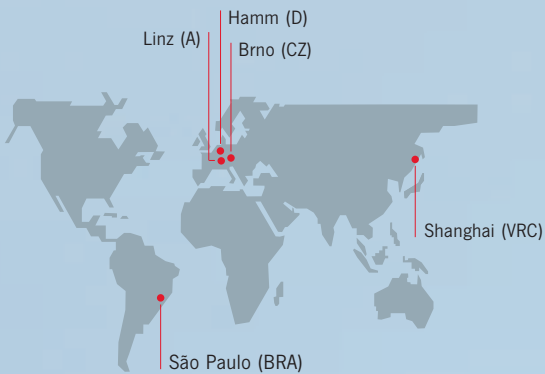 Hamm (D)
Linz (A)
Brno (CZ)
Shanghai (VRC)
São Paulo (BRA)